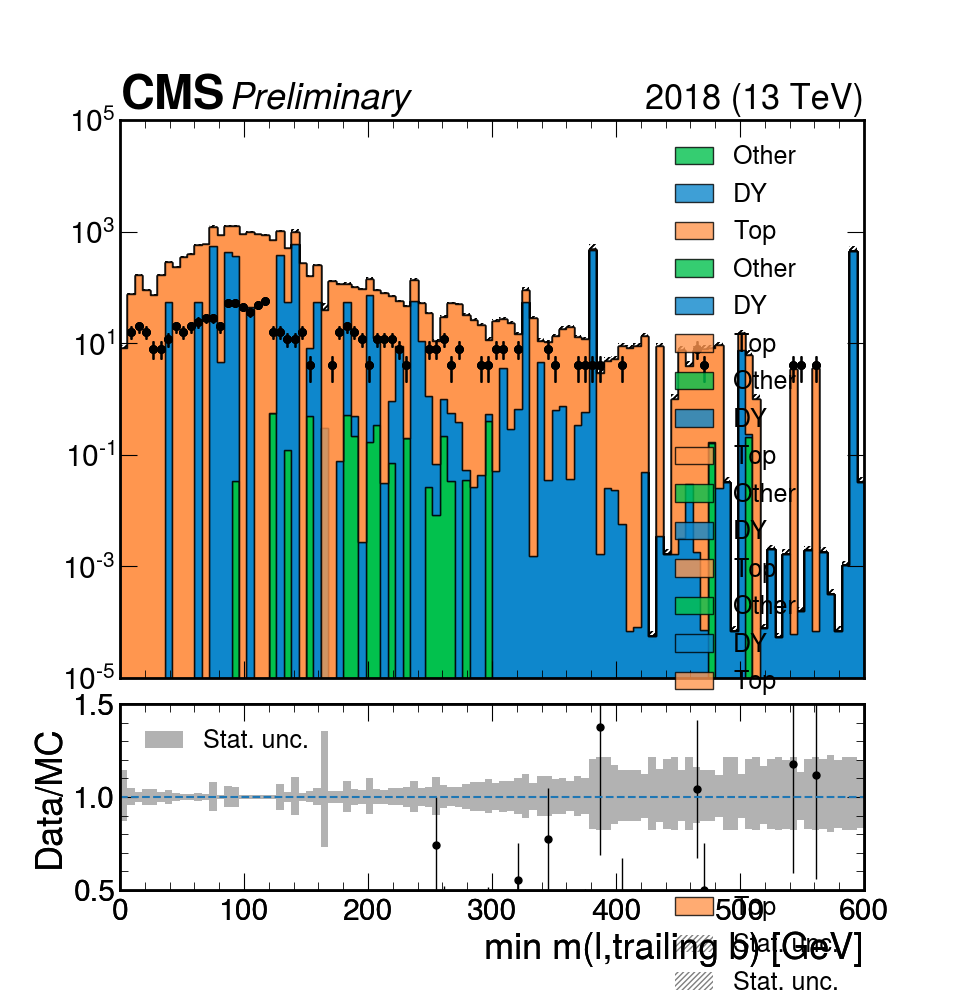 CMS Preliminary 2018 (13 TeV)
10^5
10^3
10^1
10^-1
10^-3
10^-5
Other
DY
Top
Other
DY
Top
Other
DY
Top
Other
DY
Top
Other
DY
Top
1.5
1.0
0.5
Data/MC
Stat. unc.
0 100 200 300 400 500 600
Top
min m(l,trailing b) [GeV]
Stat. unc.
Stat. unc.